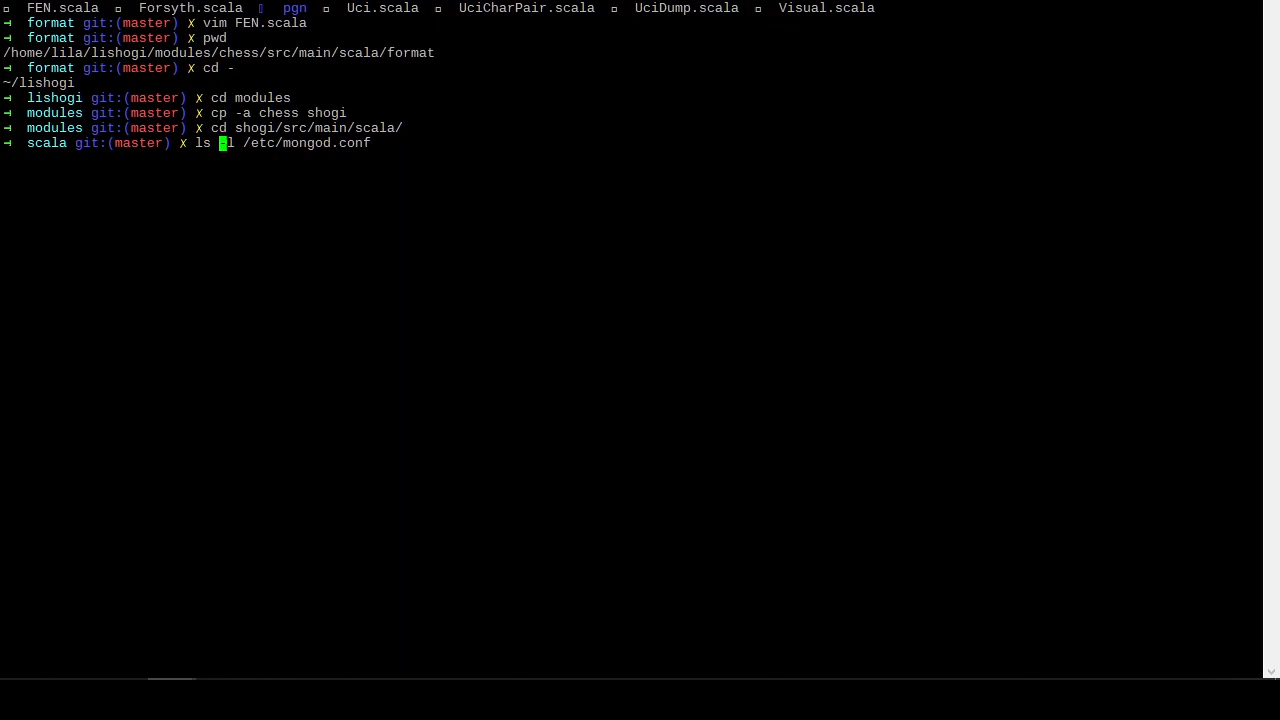 FEN.scala Forsyth.scala pgn Uci.scala UciCharPair.scala UciDump.scala Visual.scala
format git:(master) ✗ vim FEN.scala
format git:(master) ✗ pwd
/home/lila/lishogi/modules/chess/src/main/scala/format
format git:(master) ✗ cd -
~/lishogi
lishogi git:(master) ✗ cd modules
modules git:(master) ✗ cp -a chess shogi
modules git:(master) ✗ cd shogi/src/main/scala/
scala git:(master) ✗ ls -l /etc/mongod.conf